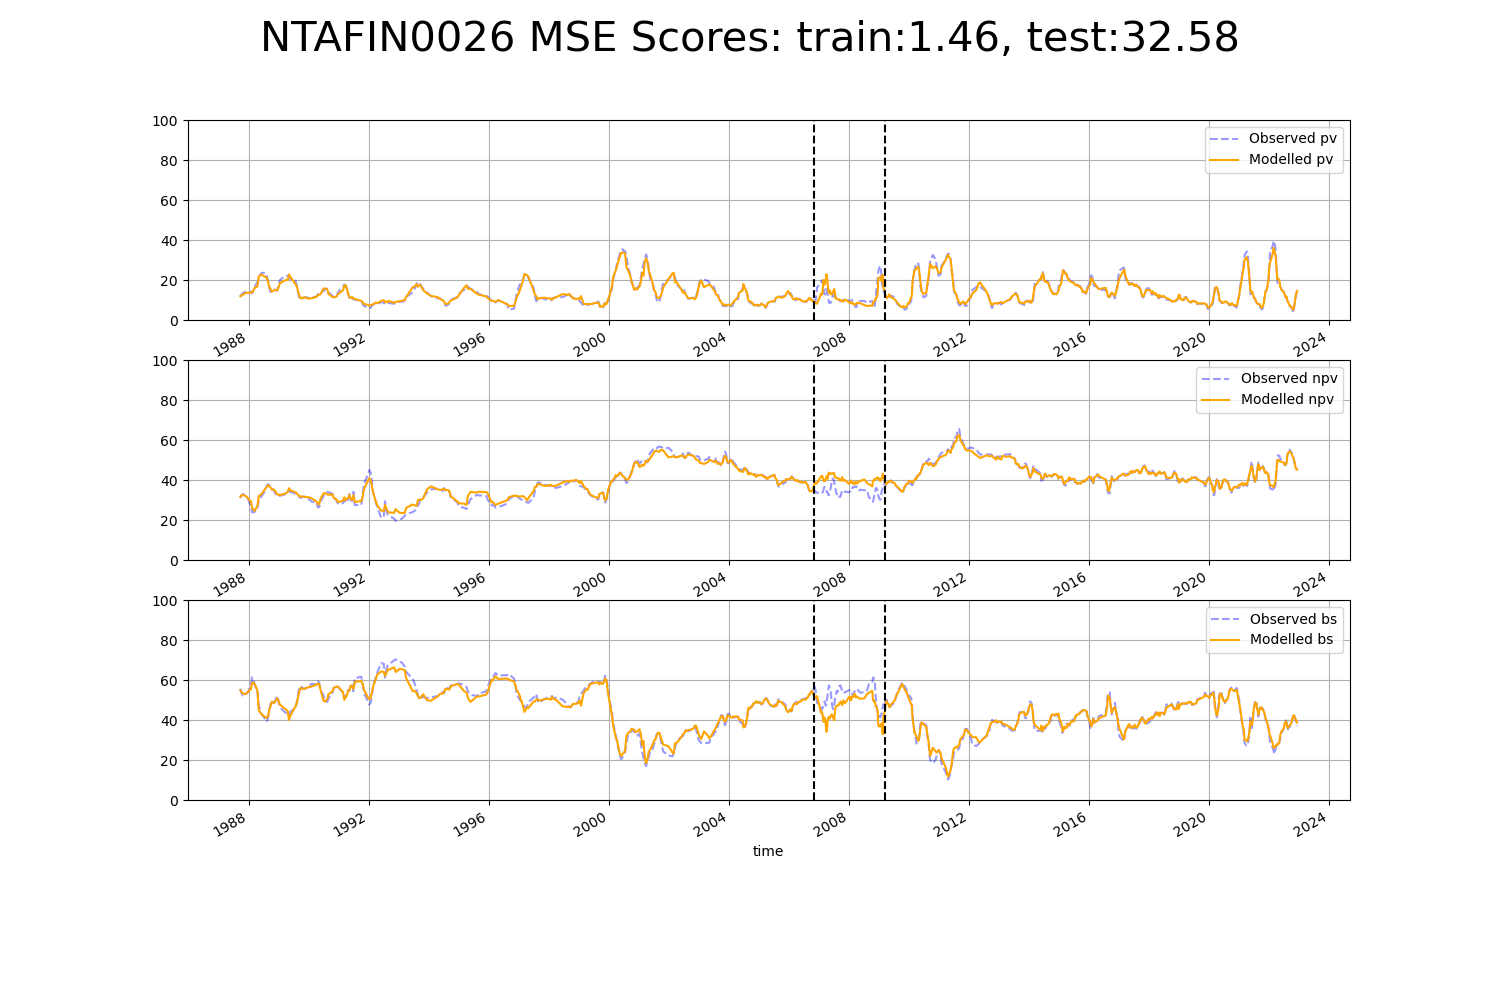 NTAFIN0026 MSE Scores: train:1.46, test:32.58
100
80
60
40
20
0
Observed pv
Modelled pv
1988 1992 1996 2000 2004 2008 2012 2016 2020 2024
100
80
60
40
20
0
Observed npv
Modelled npv
1988 1992 1996 2000 2004 2008 2012 2016 2020 2024
100
80
60
40
20
0
Observed bs
Modelled bs
1988 1992 1996 2000 2004 2008 2012 2016 2020 2024
time